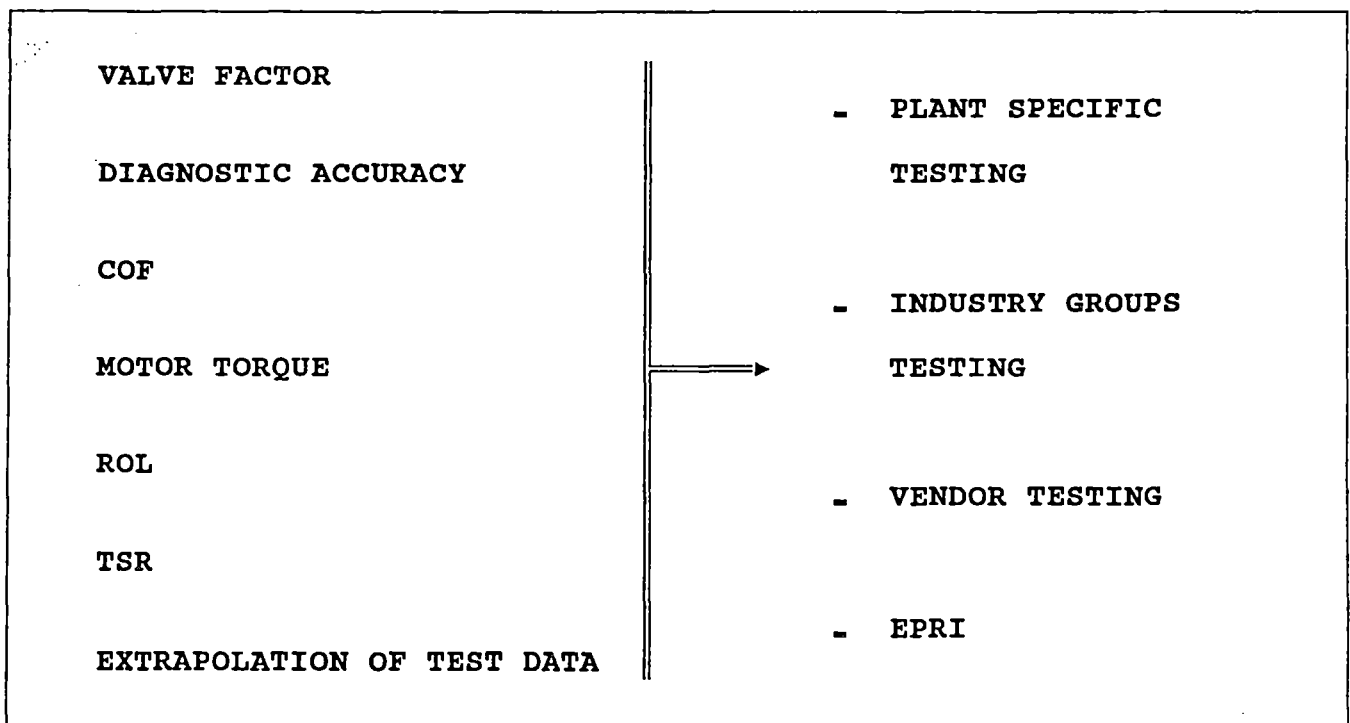 VALVE FACTOR
DIAGNOSTIC ACCURACY
COF
MOTOR TORQUE
ROL
TSR
EXTRAPOLATION OF TEST DATA
- PLANT SPECIFIC
TESTING
- INDUSTRY GROUPS
TESTING
- VENDOR TESTING
- EPRI